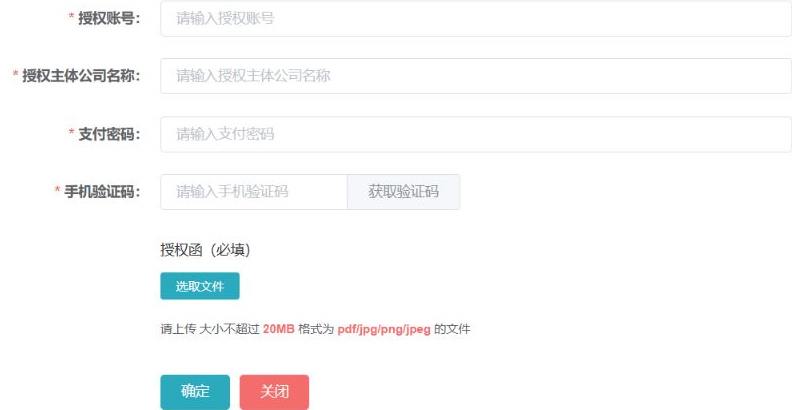 * 授权账号： 请输入授权账号
* 授权主体公司名称： 请输入授权主体公司名称
* 支付密码： 请输入支付密码
* 手机验证码： 请输入手机验证码 获取验证码
授权函（必填）
选取文件
请上传 大小不超过 20MB 格式为 pdf/jpg/png/jpeg 的文件
确定 关闭